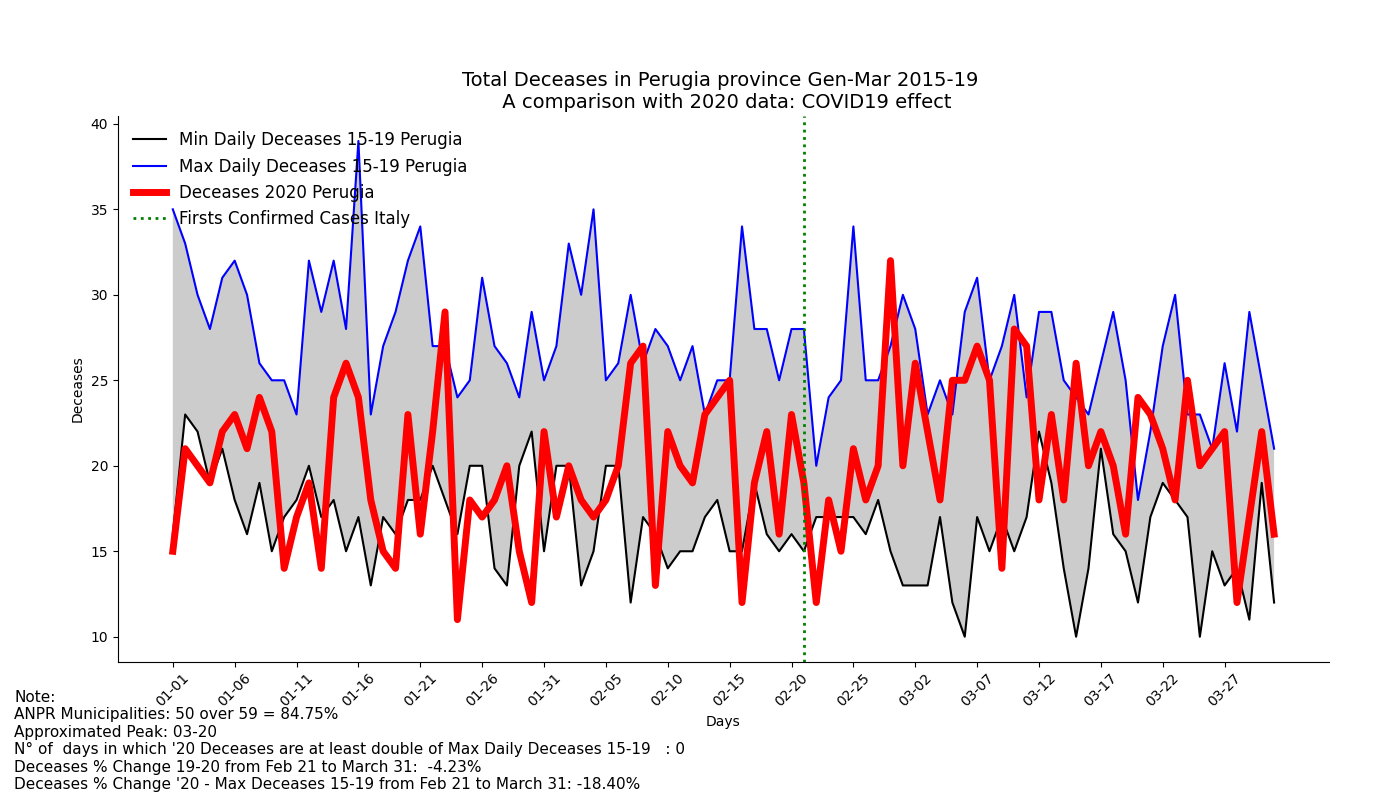 Total Deceases in Perugia province Gen-Mar 2015-19
A comparison with 2020 data: COVID19 effect
40
35
30
25
20
15
10
Deceases
Min Daily Deceases 15-19 Perugia
Max Daily Deceases 15-19 Perugia
Deceases 2020 Perugia
Firsts Confirmed Cases Italy
01-01
01-06
01-11
01-16
01-21
01-26
01-31
02-05
02-10
02-15
02-20
02-25
03-02
03-07
03-12
03-17
03-22
03-27
Days
Note:
ANPR Municipalities: 50 over 59 = 84.75%
Approximated Peak: 03-20
N° of  days in which '20 Deceases are at least double of Max Daily Deceases 15-19   : 0
Deceases % Change 19-20 from Feb 21 to March 31:  -4.23%
Deceases % Change '20 - Max Deceases 15-19 from Feb 21 to March 31: -18.40%